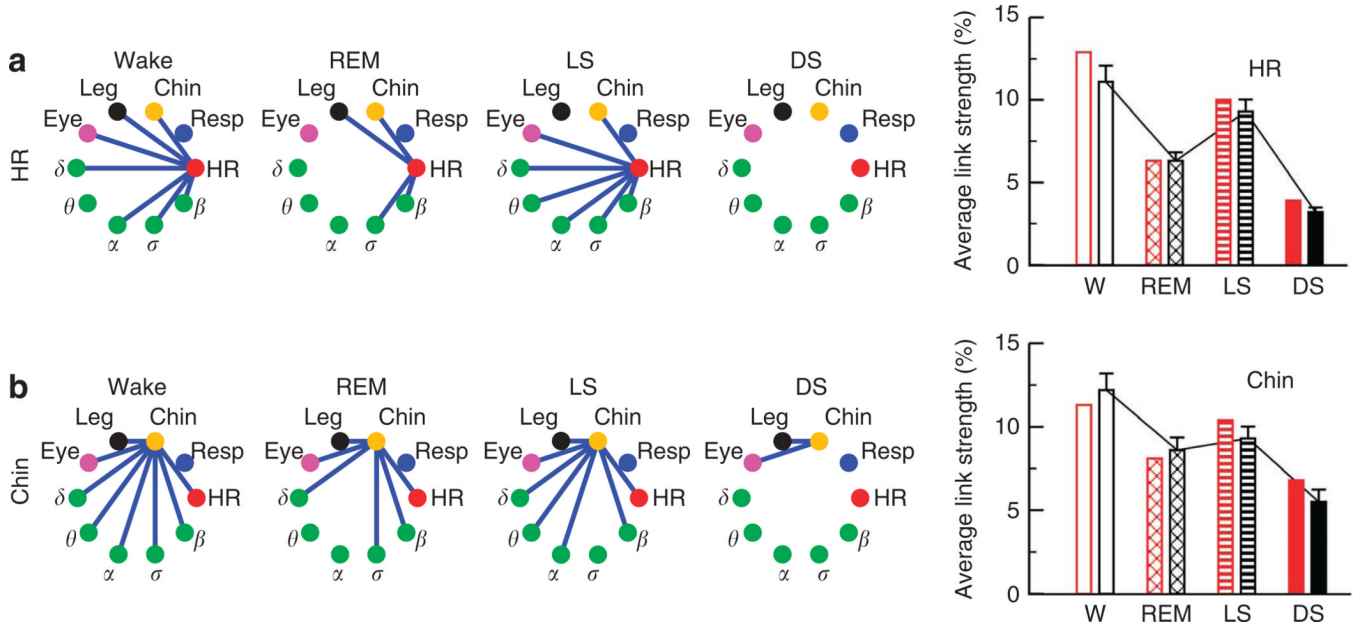 a
HR
Wake
Leg
Chin
Eye
Resp
δ
HR
θ
β
α
σ
REM
Leg
Chin
Eye
Resp
δ
HR
θ
β
α
σ
LS
Leg
Chin
Eye
Resp
δ
HR
θ
β
α
σ
DS
Leg
Chin
Eye
Resp
δ
HR
θ
β
α
σ
Average link strength (%)
15
10
5
0
HR
W REM LS DS
b
Chin
Wake
Leg
Chin
Eye
Resp
δ
HR
θ
β
α
σ
REM
Leg
Chin
Eye
Resp
δ
HR
θ
β
α
σ
LS
Leg
Chin
Eye
Resp
δ
HR
θ
β
α
σ
DS
Leg
Chin
Eye
Resp
δ
HR
θ
β
α
σ
Average link strength (%)
15
10
5
0
Chin
W REM LS DS